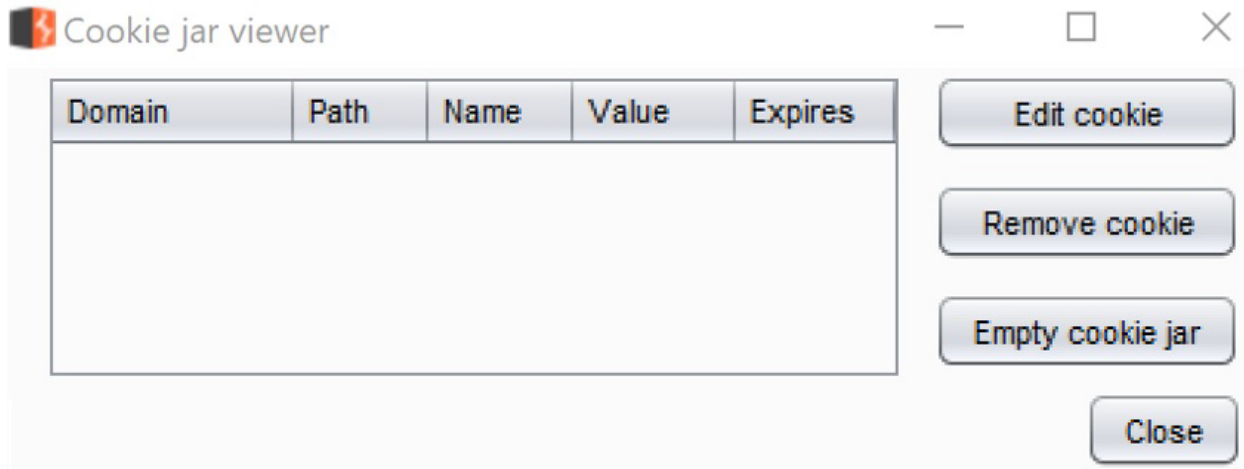 Cookie jar viewer
Domain Path Name Value Expires
Edit cookie
Remove cookie
Empty cookie jar
Close